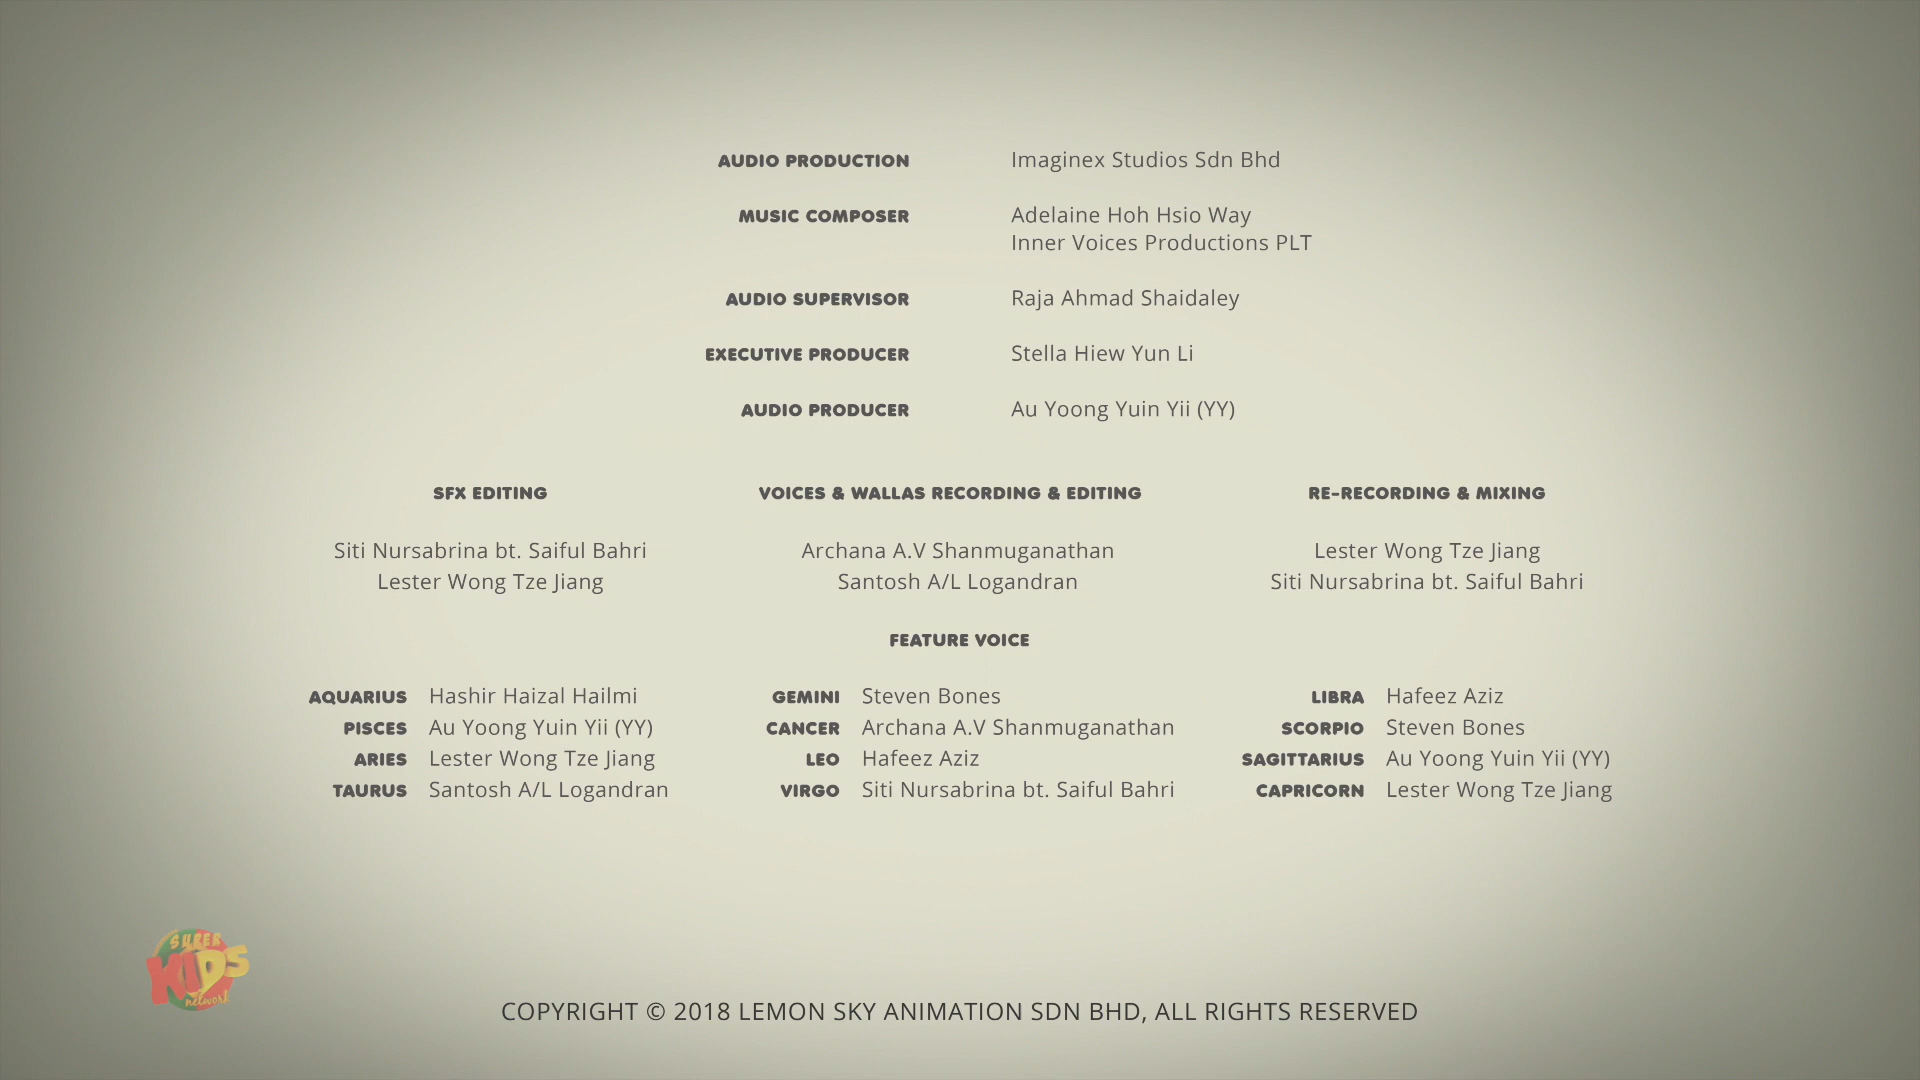 AUDIO PRODUCTION Imaginex Studios Sdn Bhd
MUSIC COMPOSER Adelaine Hoh Hsio Way
Inner Voices Productions PLT
AUDIO SUPERVISOR Raja Ahmad Shaidaley
EXECUTIVE PRODUCER Stella Hiew Yun Li
AUDIO PRODUCER Au Yoong Yuin Yii (YY)
SFX EDITING
Siti Nursabrina bt. Saiful Bahri
Lester Wong Tze Jiang
VOICES & WALLAS RECORDING & EDITING
Archana A.V Shanmuganathan
Santosh A/L Logandran
RE-RECORDING & MIXING
Lester Wong Tze Jiang
Siti Nursabrina bt. Saiful Bahri
FEATURE VOICE
AQUARIUS Hashir Haizal Hailmi
PISCES Au Yoong Yuin Yii (YY)
ARIES Lester Wong Tze Jiang
TAURUS Santosh A/L Logandran
GEMINI Steven Bones
CANCER Archana A.V Shanmuganathan
LEO Hafeez Aziz
VIRGO Siti Nursabrina bt. Saiful Bahri
LIBRA Hafeez Aziz
SCORPIO Steven Bones
SAGITTARIUS Au Yoong Yuin Yii (YY)
CAPRICORN Lester Wong Tze Jiang
SUPER
KIDS
network
COPYRIGHT © 2018 LEMON SKY ANIMATION SDN BHD, ALL RIGHTS RESERVED